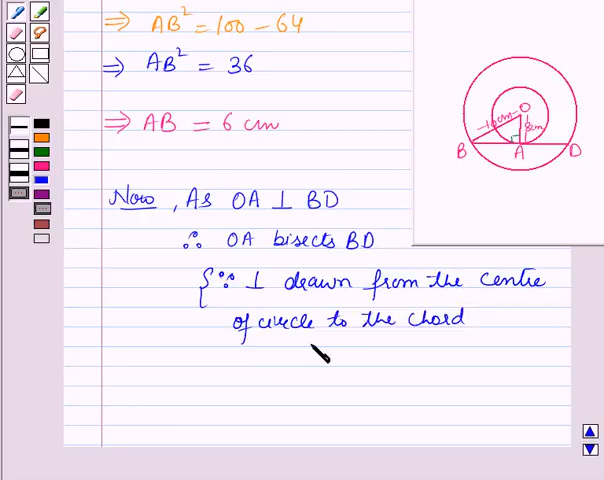 ⇒ AB² = 100 - 64
⇒ AB² = 36
⇒ AB = 6 cm
Now, As OA ⊥ BD
∴ OA bisects BD
{∵ ⊥ drawn from the centre
of circle to the chord
O
10cm
8cm
B
A
D